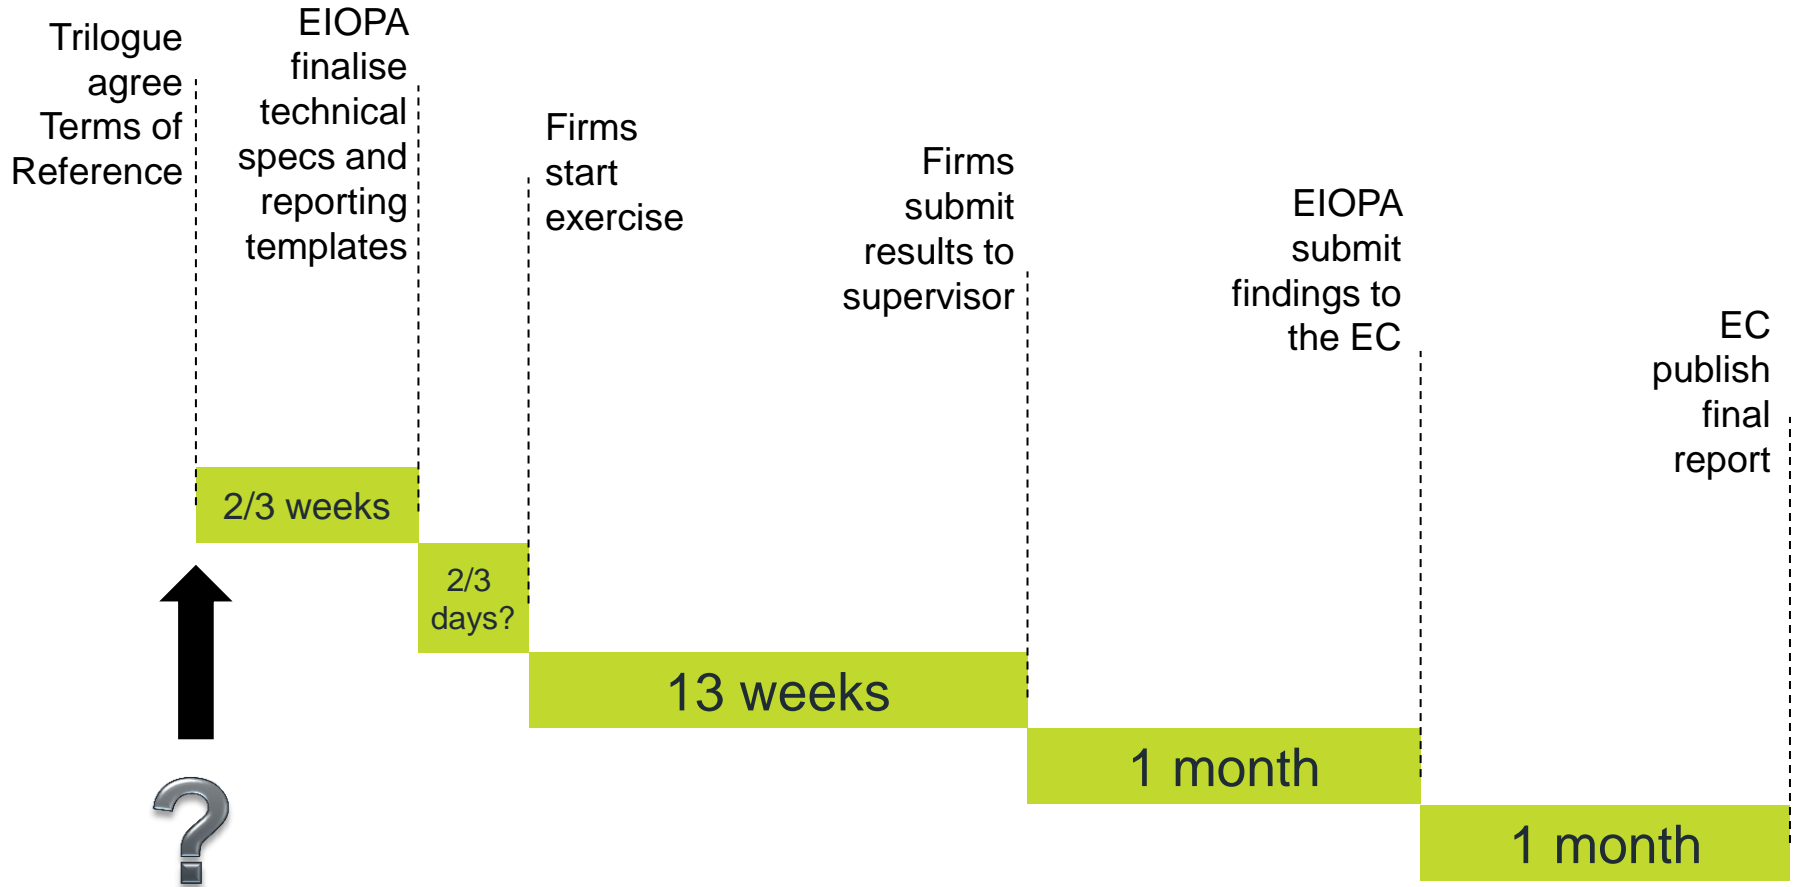 Trilogue
agree
Terms of
Reference
EIOPA
finalise
technical
specs and
reporting
templates
Firms
start
exercise
Firms
submit
results to
supervisor
EIOPA
submit
findings to
the EC
EC
publish
final
report
2/3 weeks
2/3
days?
13 weeks
1 month
1 month
?